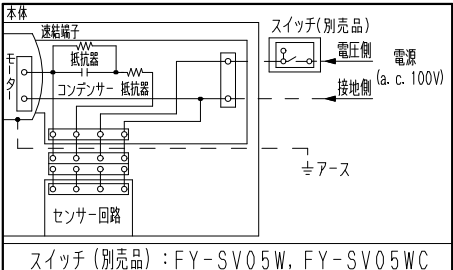 本体
速結端子
スイッチ(別売品)
モーター
抵抗器
電圧側
電源
コンデンサー
抵抗器
(a.c.100V)
接地側
アース
センサー回路
スイッチ(別売品):FY-SV05W,FY-SV05WC